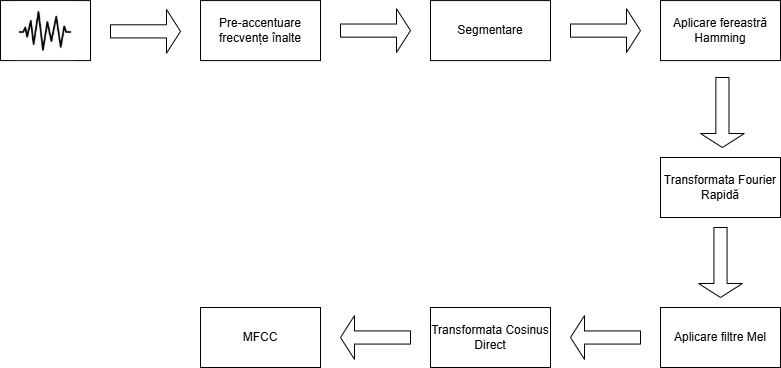 Pre-accentuare
frecvențe înalte
Segmentare
Aplicare fereastră
Hamming
Transformata Fourier
Rapidă
Aplicare filtre Mel
Transformata Cosinus
Direct
MFCC